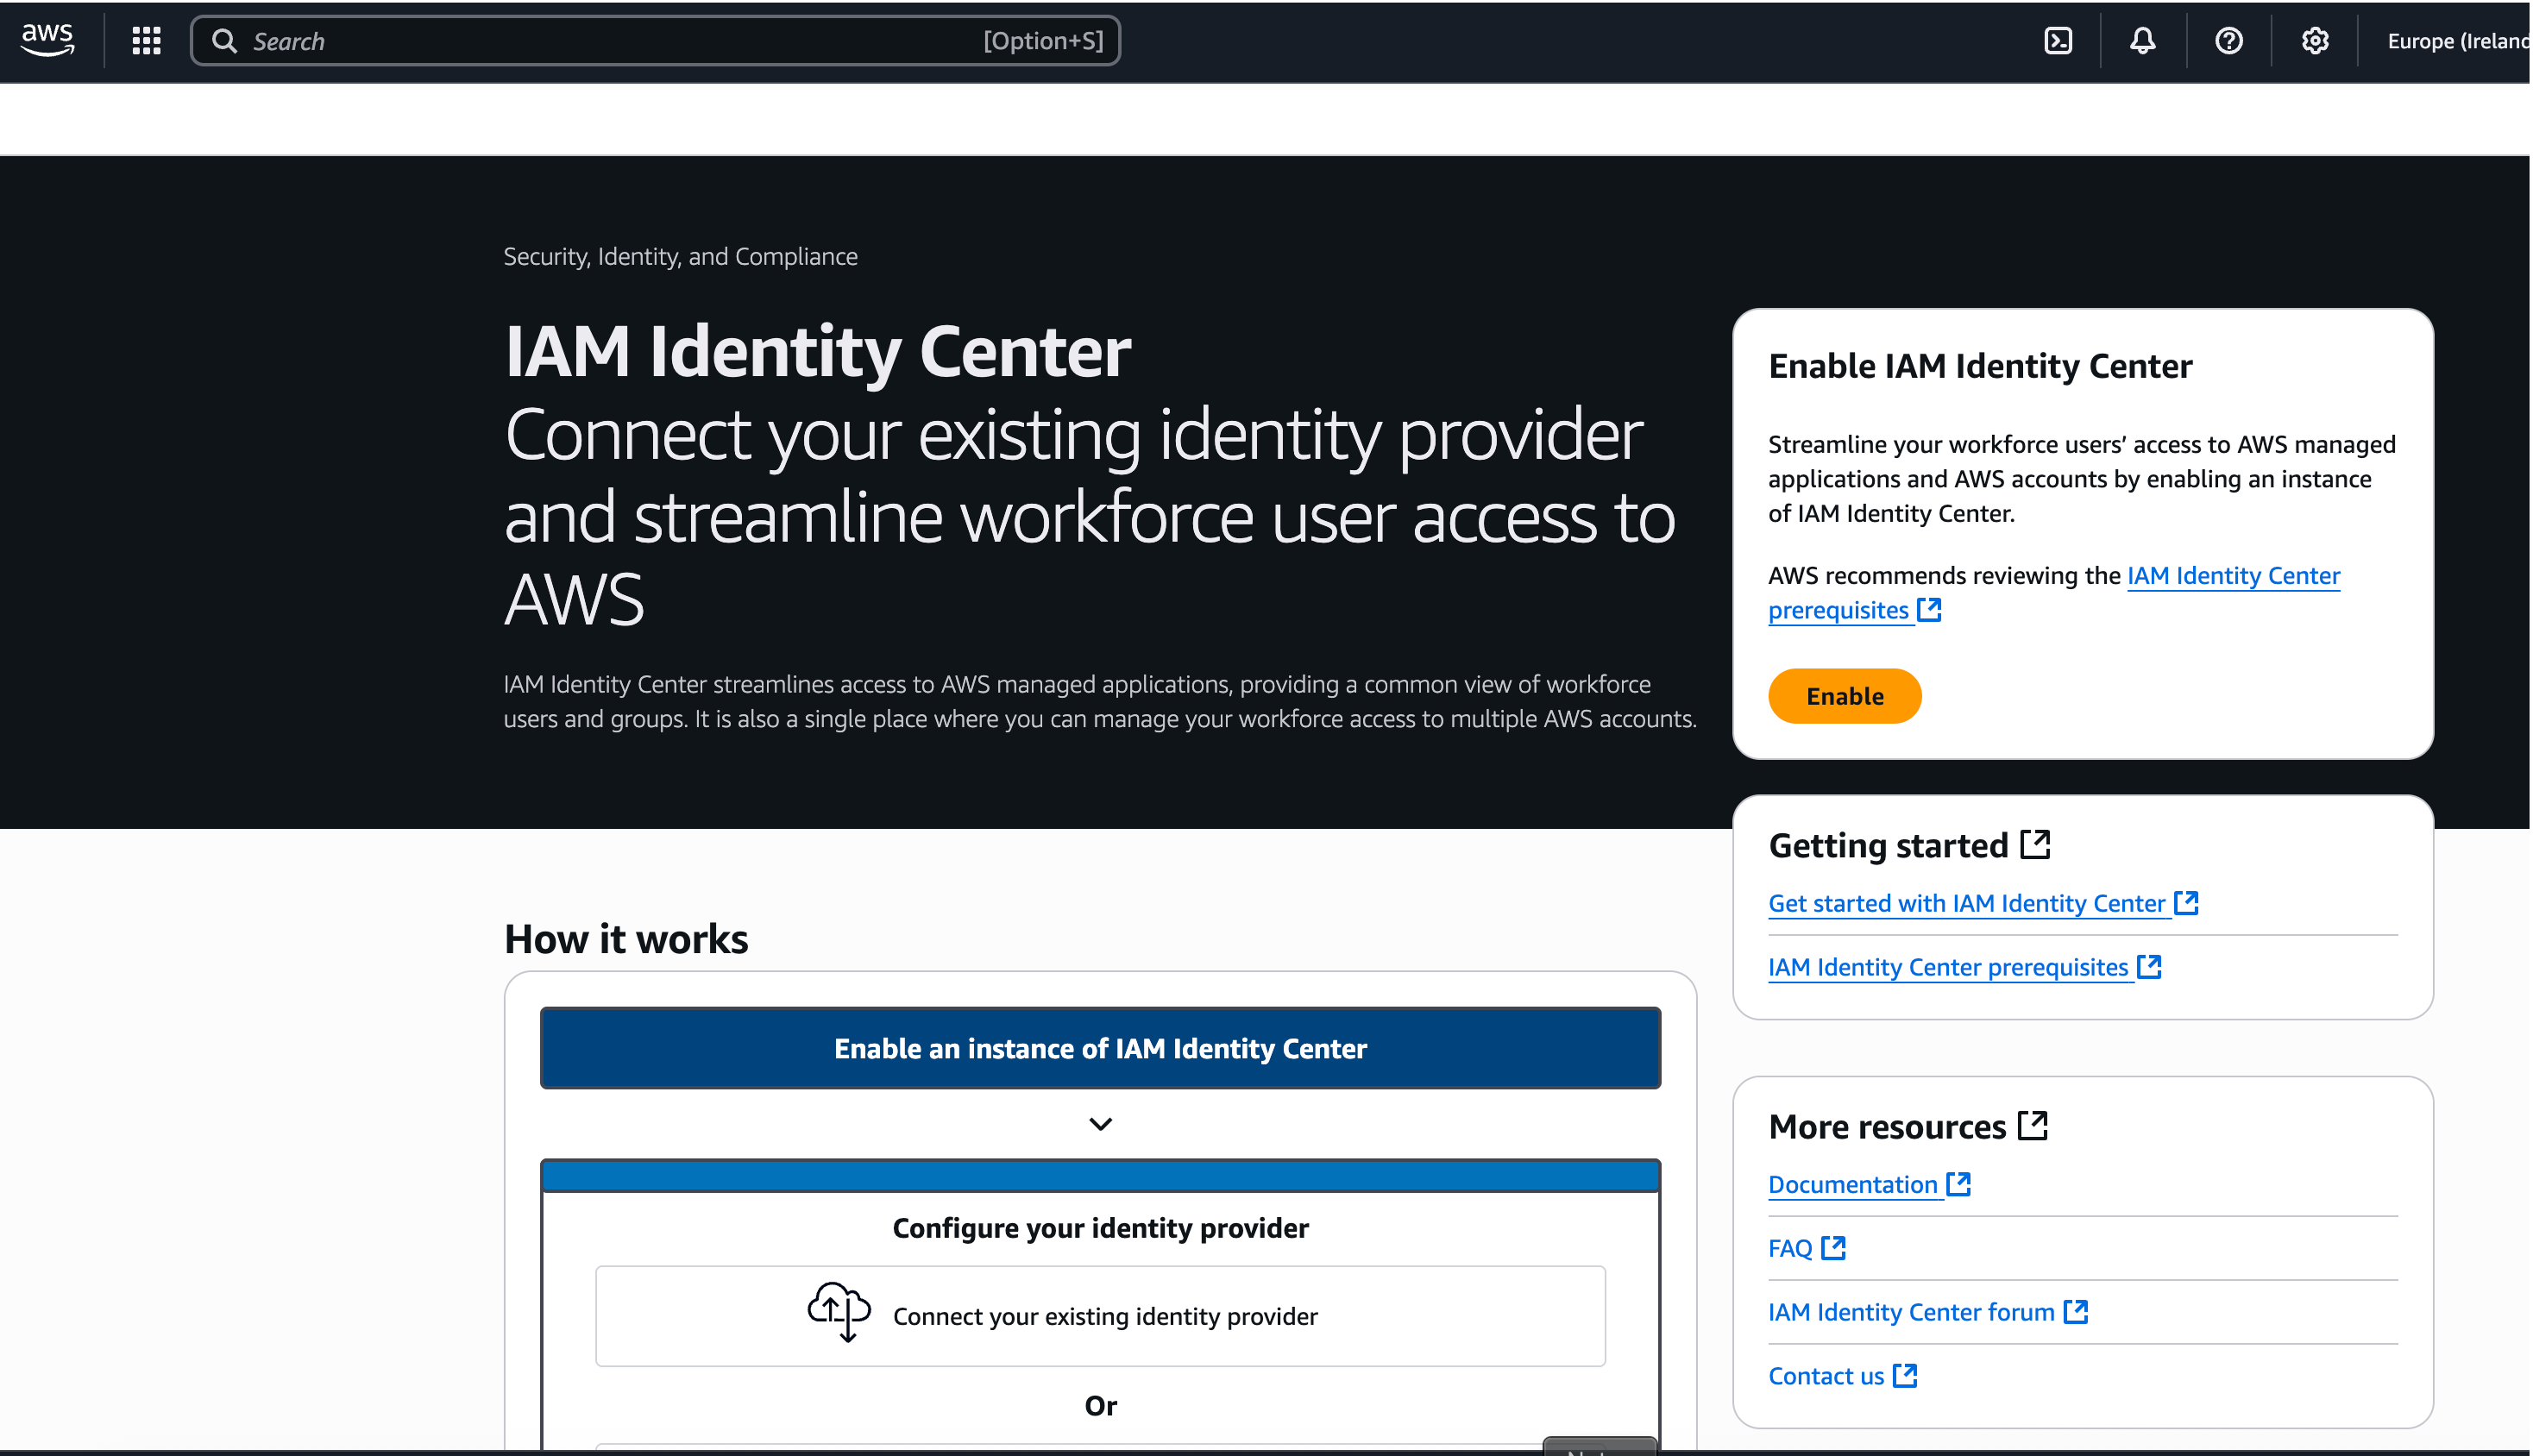 aws
Search
[Option+S]
Europe (Ireland
Security, Identity, and Compliance
IAM Identity Center
Connect your existing identity provider
and streamline workforce user access to
AWS
IAM Identity Center streamlines access to AWS managed applications, providing a common view of workforce
users and groups. It is also a single place where you can manage your workforce access to multiple AWS accounts.
Enable IAM Identity Center
Streamline your workforce users’ access to AWS managed
applications and AWS accounts by enabling an instance
of IAM Identity Center.
AWS recommends reviewing the IAM Identity Center
prerequisites
Enable
Getting started
Get started with IAM Identity Center
IAM Identity Center prerequisites
More resources
Documentation
FAQ
IAM Identity Center forum
Contact us
How it works
Enable an instance of IAM Identity Center
Configure your identity provider
Connect your existing identity provider
Or